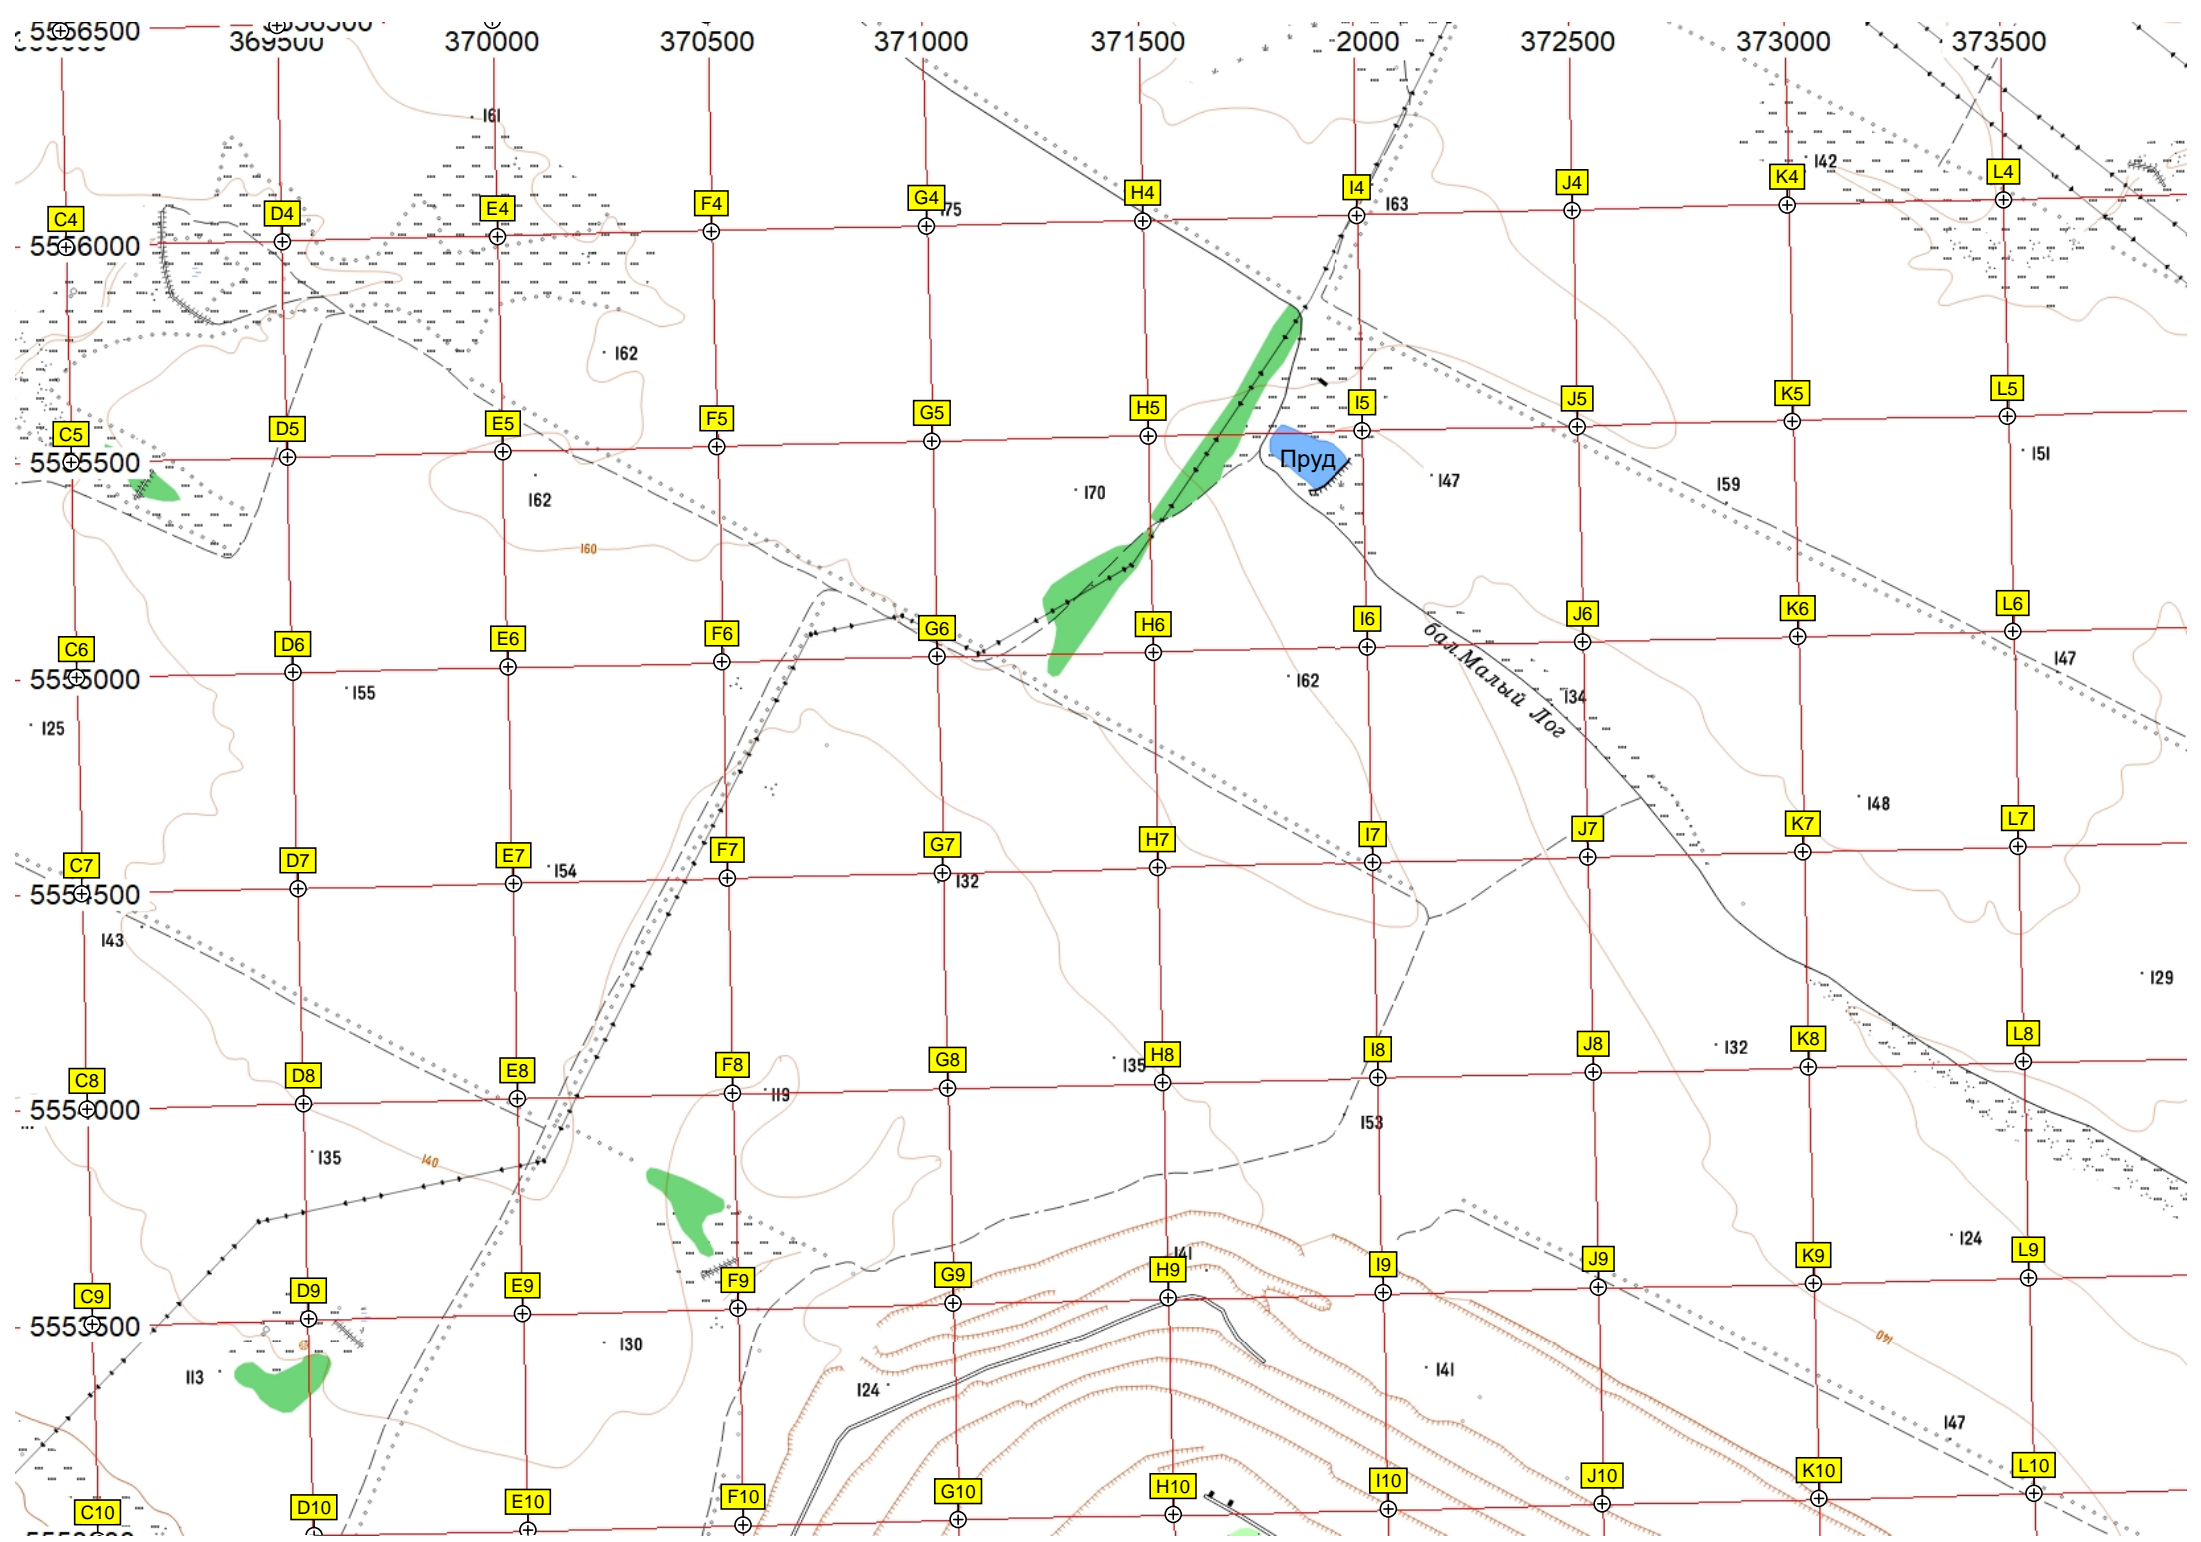 5556500
369500 370000 370500 371000 371500 2000 372500 373000 373500
161
142
C4 D4 E4 F4 G4 H4 I4 J4 K4 L4
175 163
5556000
162
C5 D5 E5 F5 G5 H5 I5 J5 K5 L5
151
5555500
Пруд
162 170 147 159
160
C6 D6 E6 F6 G6 H6 I6 J6 K6 L6
бал. Малый Лог
147
155 162 134
125
148
C7 D7 E7 F7 G7 H7 I7 J7 K7 L7
154 132
143
129
C8 D8 E8 F8 G8 H8 I8 J8 K8 L8
135 132
119
153
135 140
124
141
C9 D9 E9 F9 G9 H9 I9 J9 K9 L9
130 140
113 124 141
147
C10 D10 E10 F10 G10 H10 I10 J10 K10 L10